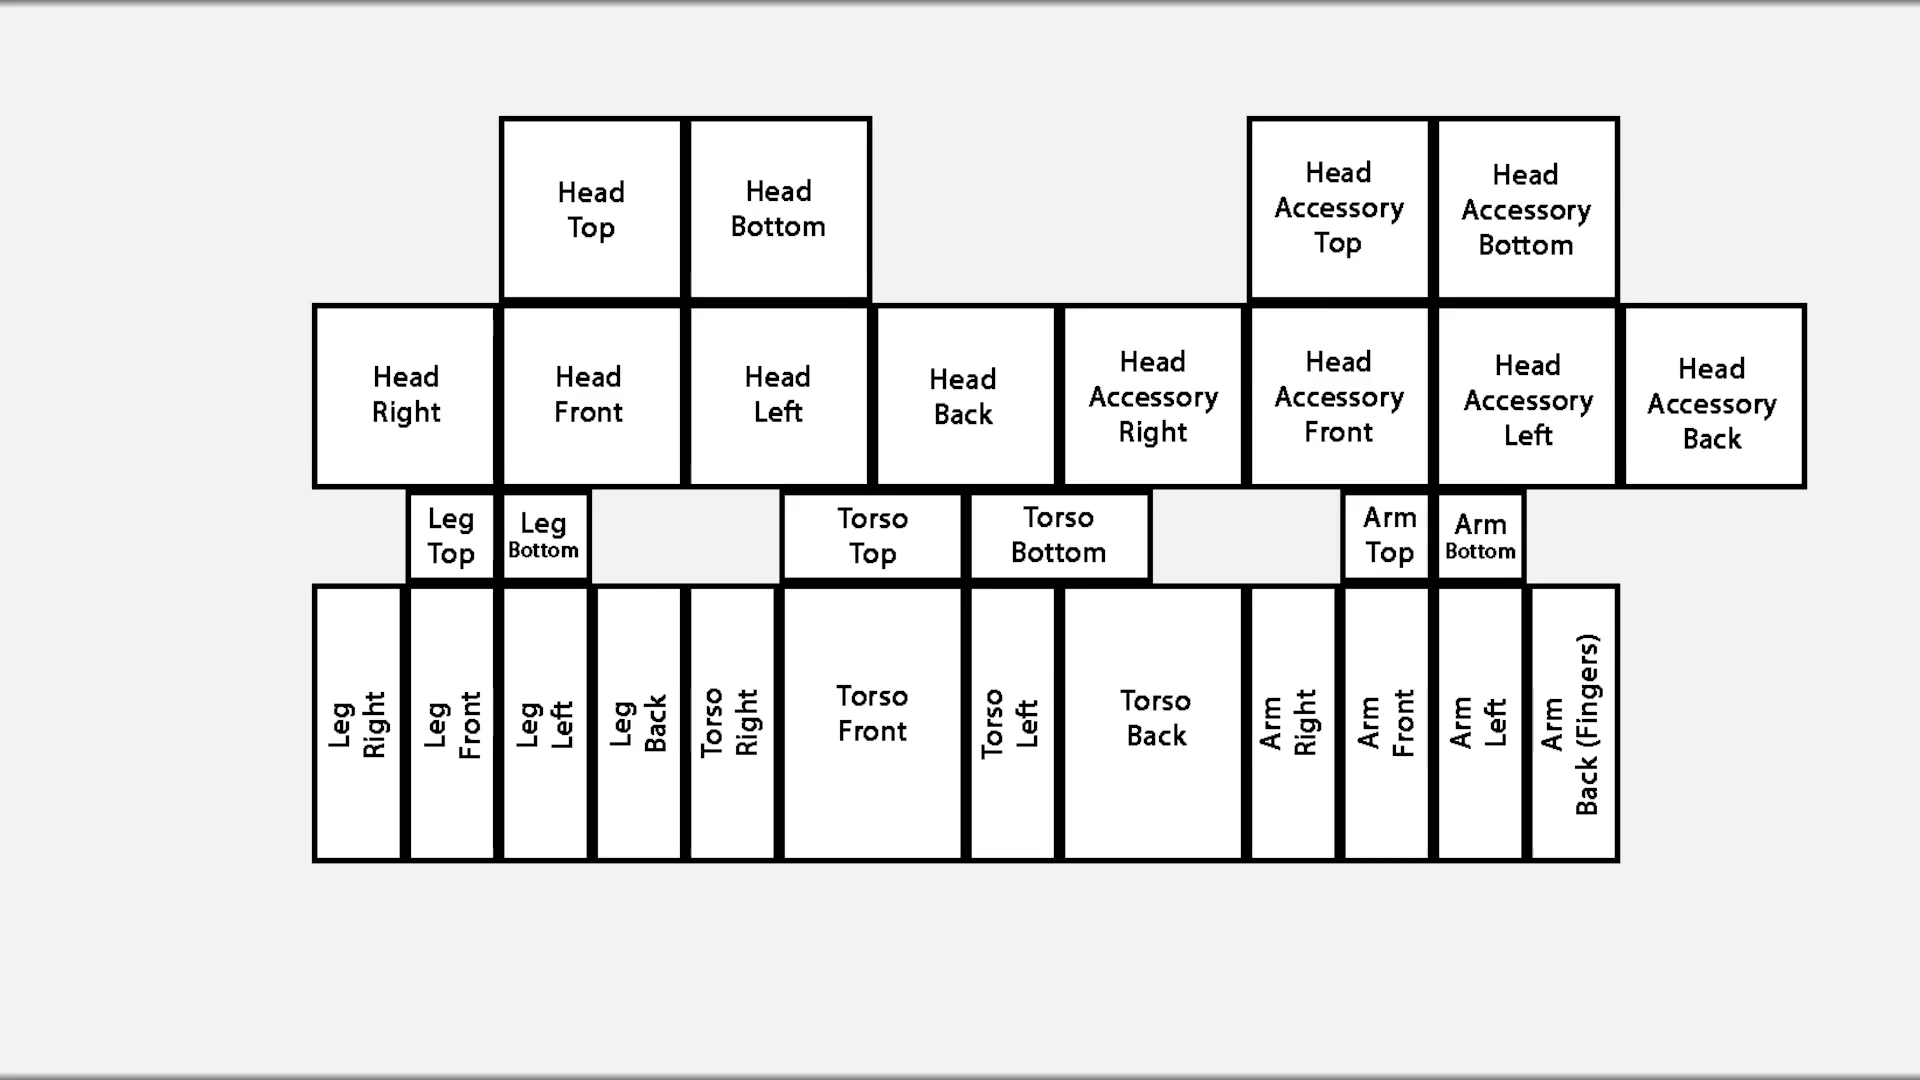 Head
Top
Head
Bottom
Head
Accessory
Top
Head
Accessory
Bottom
Head
Right
Head
Front
Head
Left
Head
Back
Head
Accessory
Right
Head
Accessory
Front
Head
Accessory
Left
Head
Accessory
Back
Leg
Top
Leg
Bottom
Torso
Top
Torso
Bottom
Arm
Top
Arm
Bottom
Leg
Right
Leg
Front
Leg
Left
Leg
Back
Torso
Right
Torso
Front
Torso
Left
Torso
Back
Arm
Right
Arm
Front
Arm
Left
Arm
Back (Fingers)